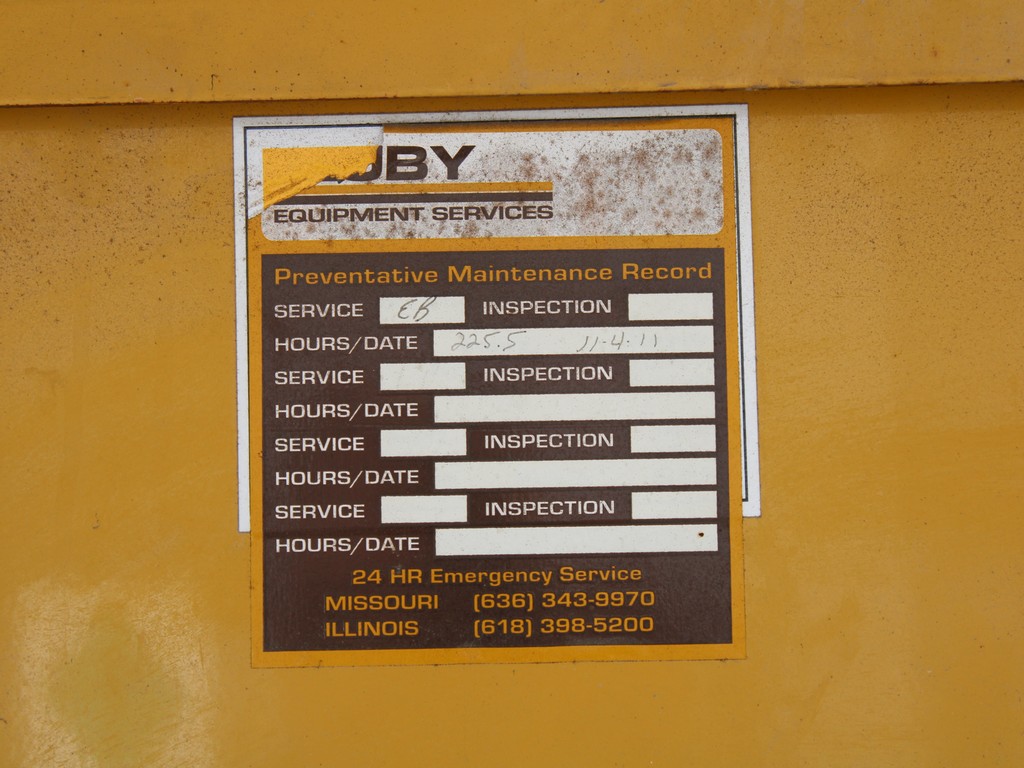 UBY
EQUIPMENT SERVICES
Preventative Maintenance Record
SERVICE EB INSPECTION
HOURS/DATE 225.5 11-4-11
SERVICE INSPECTION
HOURS/DATE
SERVICE INSPECTION
HOURS/DATE
SERVICE INSPECTION
HOURS/DATE
24 HR Emergency Service
MISSOURI (636) 343-9970
ILLINOIS (618) 398-5200